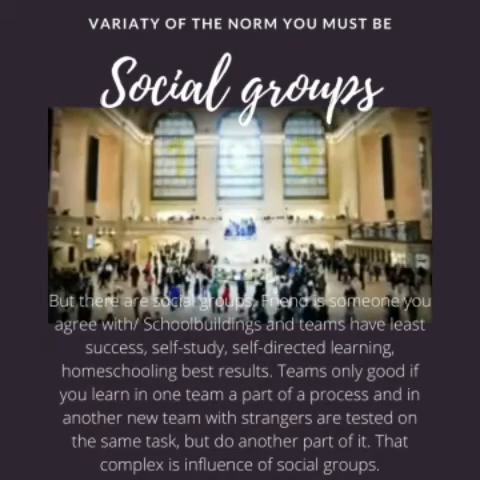 VARIATY OF THE NORM YOU MUST BE
Social groups
1 0 0
But there are social groups. Friend is someone you
agree with/ Schoolbuildings and teams have least
success, self-study, self-directed learning,
homeschooling best results. Teams only good if
you learn in one team a part of a process and in
another new team with strangers are tested on
the same task, but do another part of it. That
complex is influence of social groups.